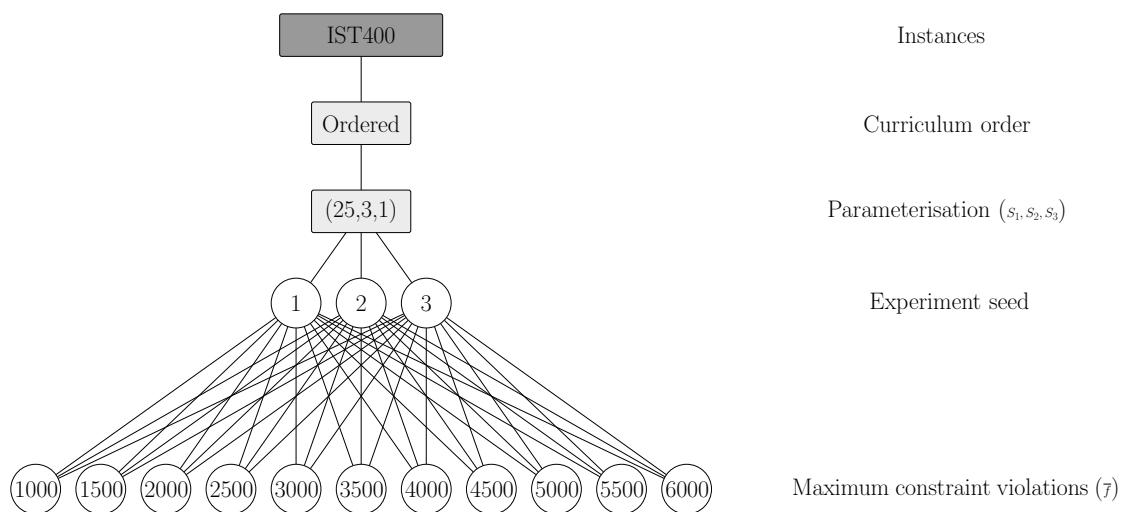 IST400 Instances
Ordered Curriculum order
(25,3,1) Parameterisation (S₁, S₂, S₃)
1 2 3 Experiment seed
1000 1500 2000 2500 3000 3500 4000 4500 5000 5500 6000 Maximum constraint violations (f̄)